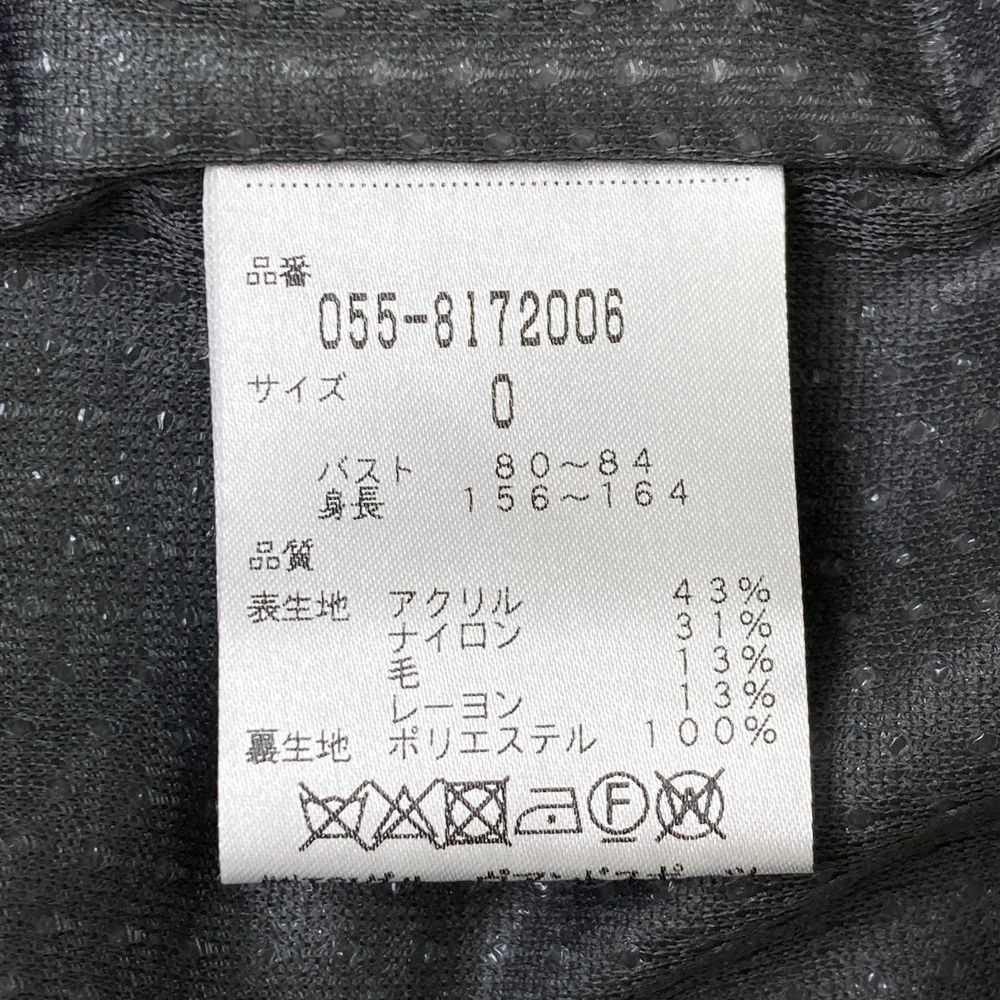 品番
055-8172006
サイズ 0
バスト 80～84
身長 156～164
品質
表生地 アクリル 43%
ナイロン 31%
毛 13%
レーヨン 13%
裏生地 ポリエステル 100%
F W